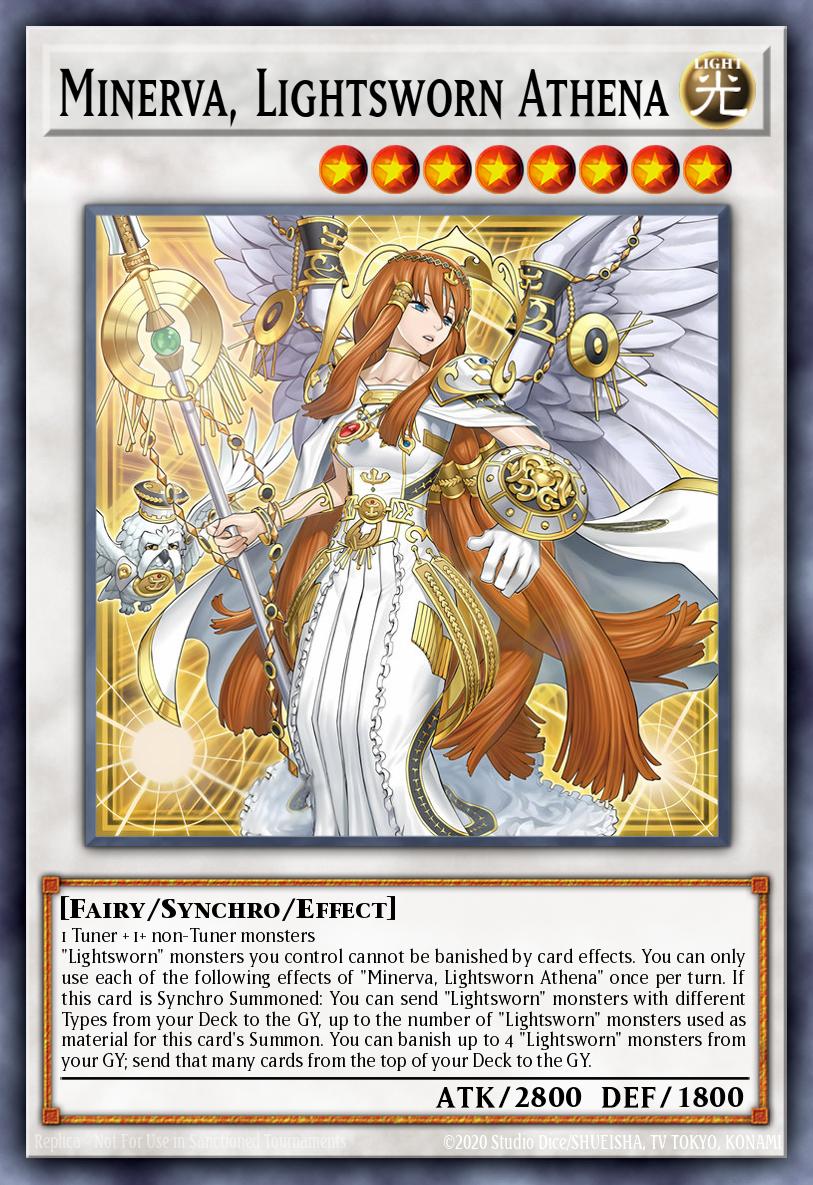 Minerva, Lightsworn Athena
LIGHT
光
[Fairy/Synchro/Effect]
1 Tuner + 1+ non-Tuner monsters
"Lightsworn" monsters you control cannot be banished by card effects. You can only
use each of the following effects of "Minerva, Lightsworn Athena" once per turn. If
this card is Synchro Summoned: You can send "Lightsworn" monsters with different
Types from your Deck to the GY, up to the number of "Lightsworn" monsters used as
material for this card's Summon. You can banish up to 4 "Lightsworn" monsters from
your GY; send that many cards from the top of your Deck to the GY.
ATK/2800 DEF/1800
Replica - Not For Use in Sanctioned Tournaments
©2020 Studio Dice/SHUEISHA, TV TOKYO, KONAMI